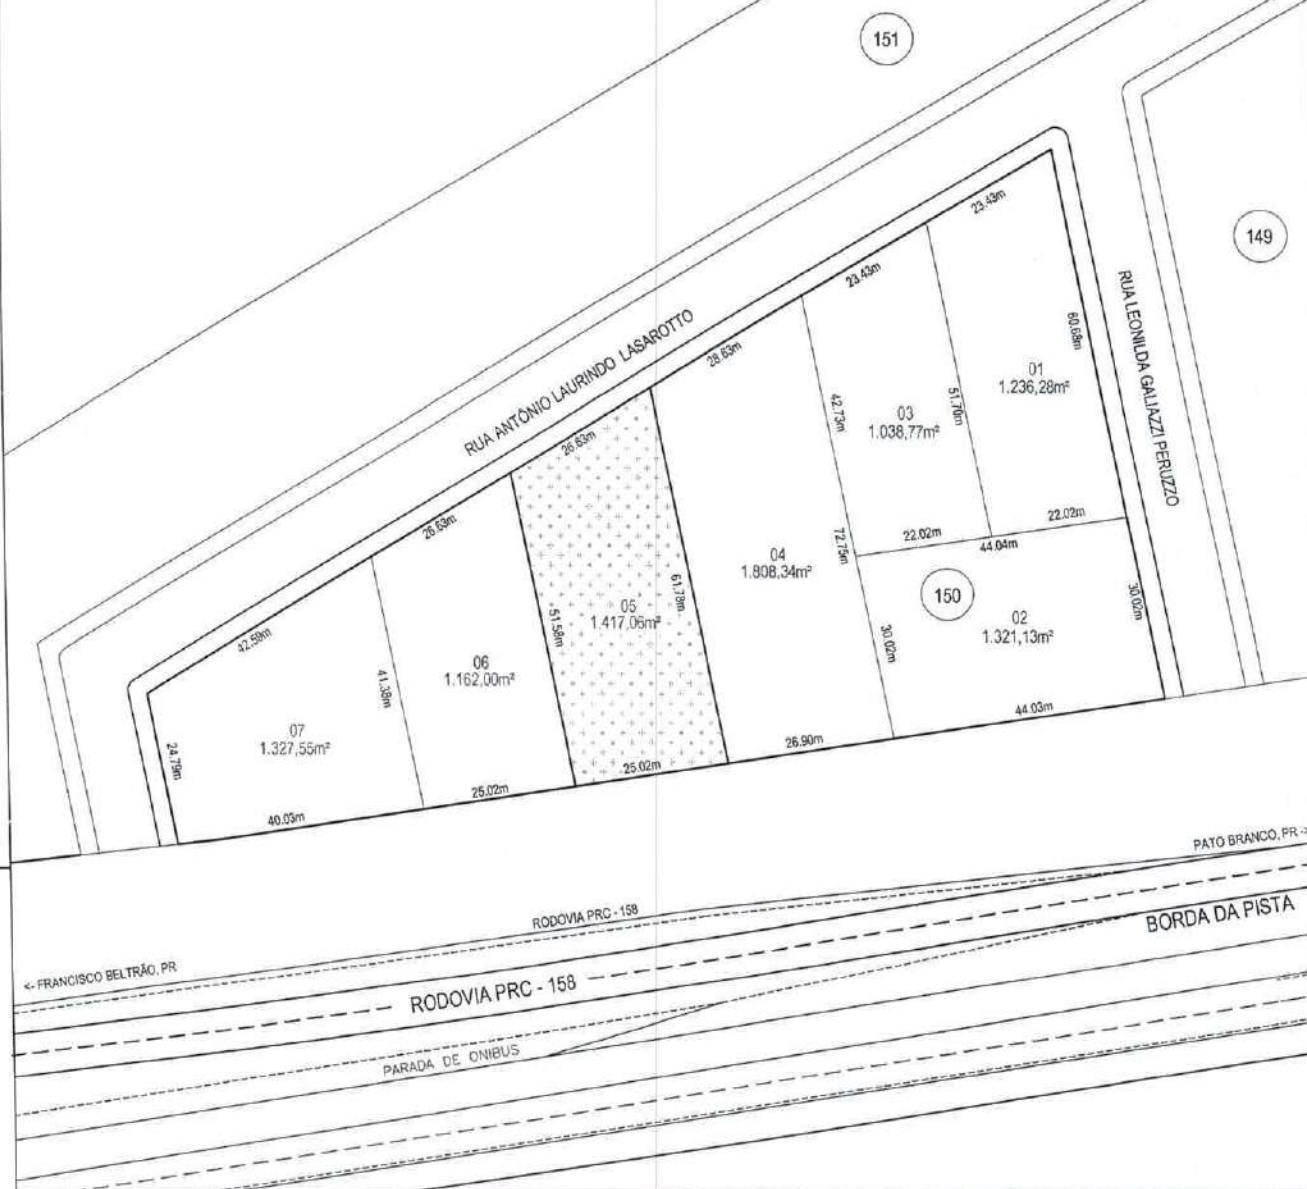 151
149
23.43m
23.43m
RUA LEONILDA GALIAZZI PERUZZO
60.68m
RUA ANTÔNIO LAURINDO LASAROTTO
28.63m
01
1.236,28m²
42.73m
51.70m
03
1.038,77m²
26.63m
22.02m
26.63m
22.02m
72.75m
44.04m
04
1.808,34m²
61.78m
150
30.02m
05
1.417,06m²
51.58m
02
1.321,13m²
30.02m
42.59m
06
1.162,00m²
41.38m
44.03m
07
1.327,55m²
24.79m
26.90m
25.02m
25.02m
40.03m
PATO BRANCO, PR ->
RODOVIA PRC - 158
BORDA DA PISTA
<- FRANCISCO BELTRÃO, PR
RODOVIA PRC - 158
PARADA DE ONIBUS